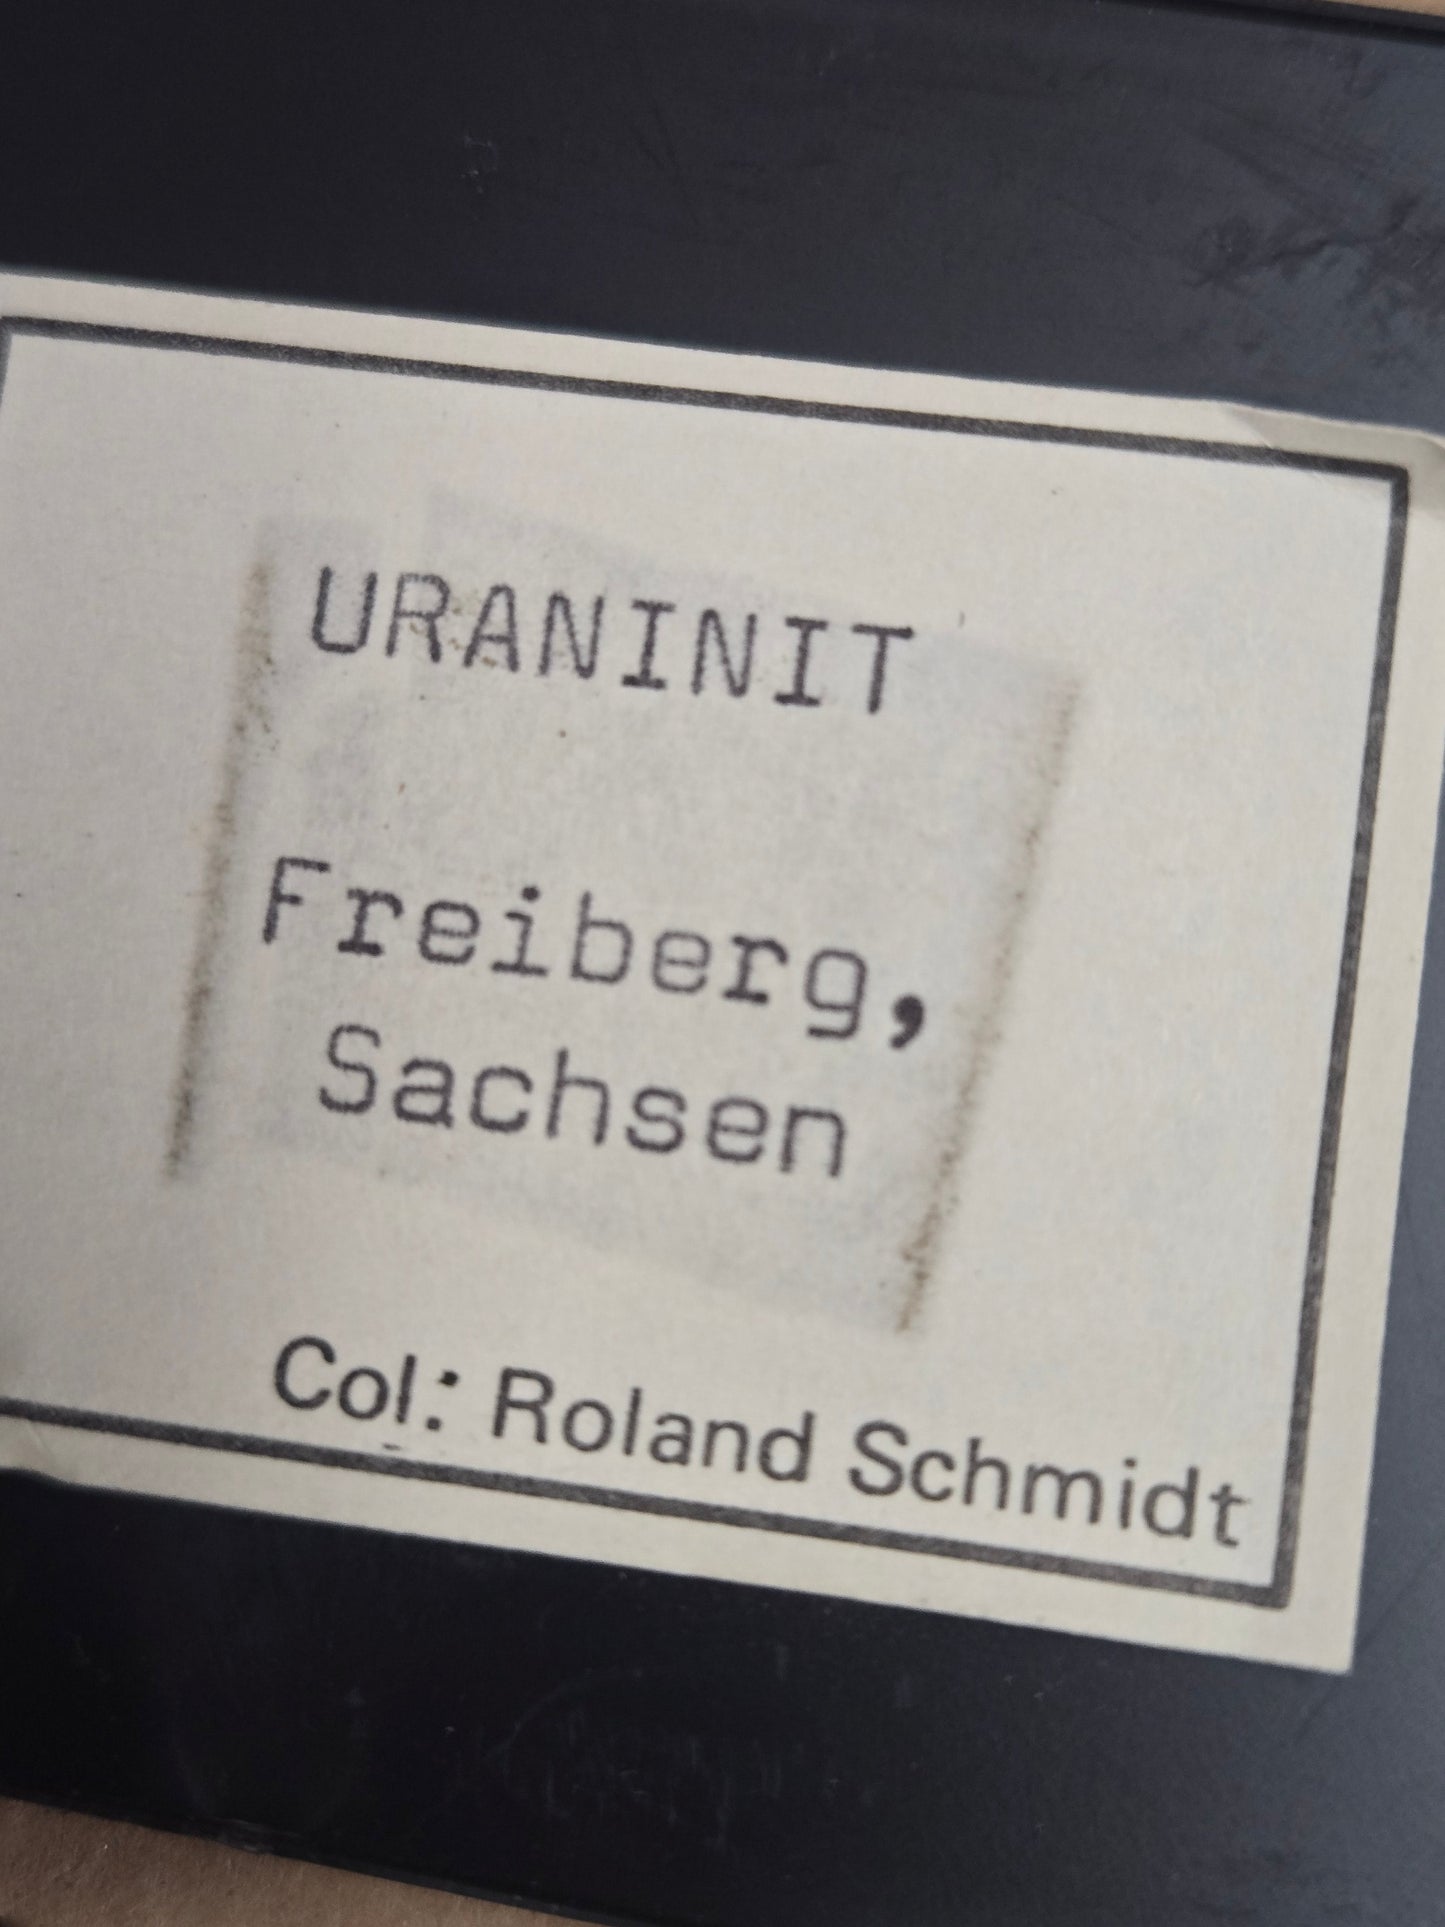 URANINIT
Freiberg,
Sachsen
Col: Roland Schmidt